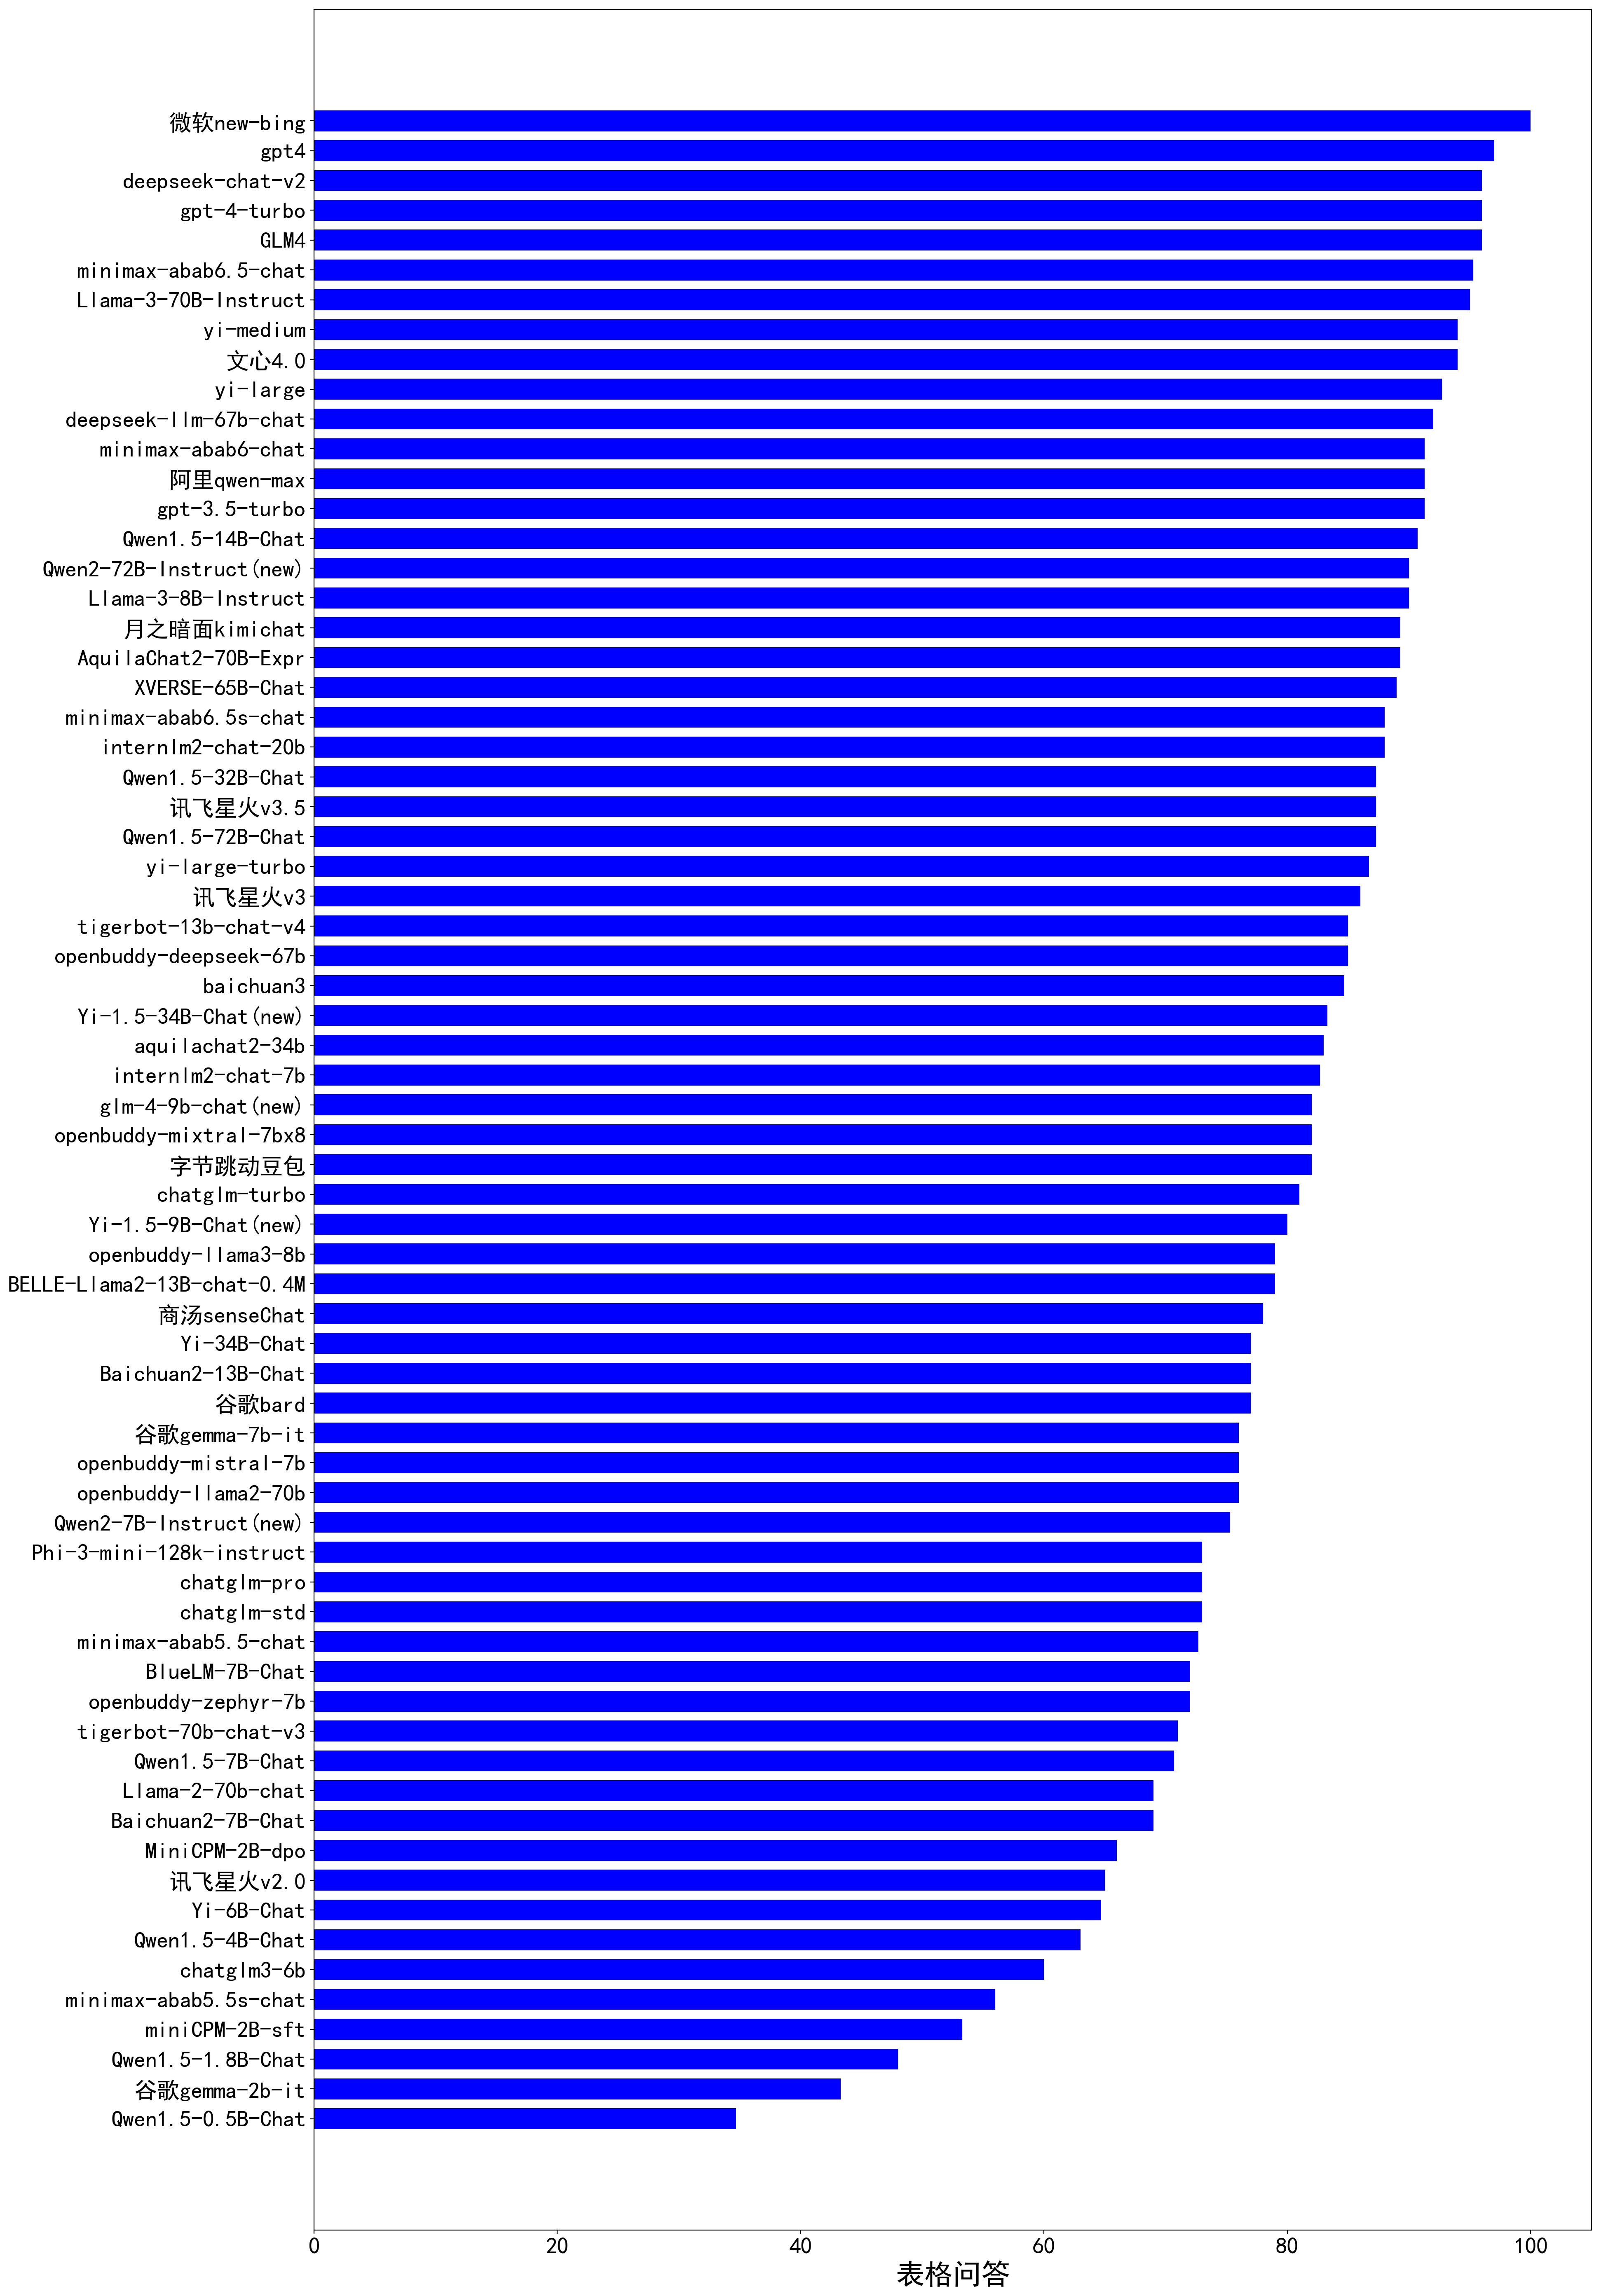 微软new-bing
gpt4
deepseek-chat-v2
gpt-4-turbo
GLM4
minimax-abab6.5-chat
Llama-3-70B-Instruct
yi-medium
文心4.0
yi-large
deepseek-llm-67b-chat
minimax-abab6-chat
阿里qwen-max
gpt-3.5-turbo
Qwen1.5-14B-Chat
Qwen2-72B-Instruct(new)
Llama-3-8B-Instruct
月之暗面kimichat
AquilaChat2-70B-Expr
XVERSE-65B-Chat
minimax-abab6.5s-chat
internlm2-chat-20b
Qwen1.5-32B-Chat
讯飞星火v3.5
Qwen1.5-72B-Chat
yi-large-turbo
讯飞星火v3
tigerbot-13b-chat-v4
openbuddy-deepseek-67b
baichuan3
Yi-1.5-34B-Chat(new)
aquilachat2-34b
internlm2-chat-7b
glm-4-9b-chat(new)
openbuddy-mixtral-7bx8
字节跳动豆包
chatglm-turbo
Yi-1.5-9B-Chat(new)
openbuddy-llama3-8b
BELLE-Llama2-13B-chat-0.4M
商汤senseChat
Yi-34B-Chat
Baichuan2-13B-Chat
谷歌bard
谷歌gemma-7b-it
openbuddy-mistral-7b
openbuddy-llama2-70b
Qwen2-7B-Instruct(new)
Phi-3-mini-128k-instruct
chatglm-pro
chatglm-std
minimax-abab5.5-chat
BlueLM-7B-Chat
openbuddy-zephyr-7b
tigerbot-70b-chat-v3
Qwen1.5-7B-Chat
Llama-2-70b-chat
Baichuan2-7B-Chat
MiniCPM-2B-dpo
讯飞星火v2.0
Yi-6B-Chat
Qwen1.5-4B-Chat
chatglm3-6b
minimax-abab5.5s-chat
miniCPM-2B-sft
Qwen1.5-1.8B-Chat
谷歌gemma-2b-it
Qwen1.5-0.5B-Chat
0 20 40 60 80 100
表格问答